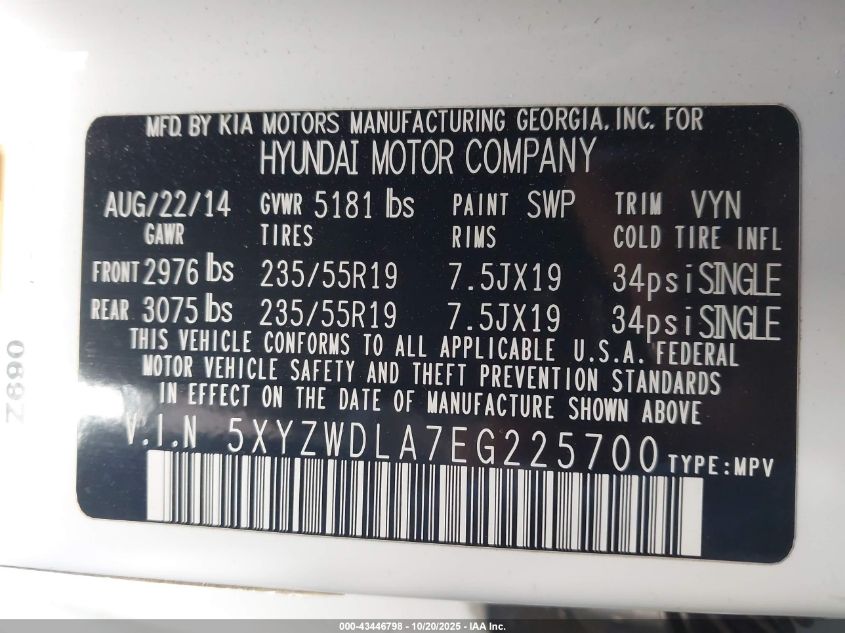 MFD. BY KIA MOTORS MANUFACTURING GEORGIA, INC. FOR
HYUNDAI MOTOR COMPANY
AUG/22/14 GVWR 5181 lbs PAINT SWP TRIM VYN
GAWR TIRES RIMS COLD TIRE INFL
FRONT 2976 lbs 235/55R19 7.5JX19 34psi SINGLE
REAR 3075 lbs 235/55R19 7.5JX19 34psi SINGLE
THIS VEHICLE CONFORMS TO ALL APPLICABLE U.S.A. FEDERAL
MOTOR VEHICLE SAFETY AND THEFT PREVENTION STANDARDS
IN EFFECT ON THE DATE OF MANUFACTURE SHOWN ABOVE
V.I.N 5XYZWDLA7EG225700 TYPE:MPV
Z690
000-43446798 - 10/20/2025 - IAA Inc.